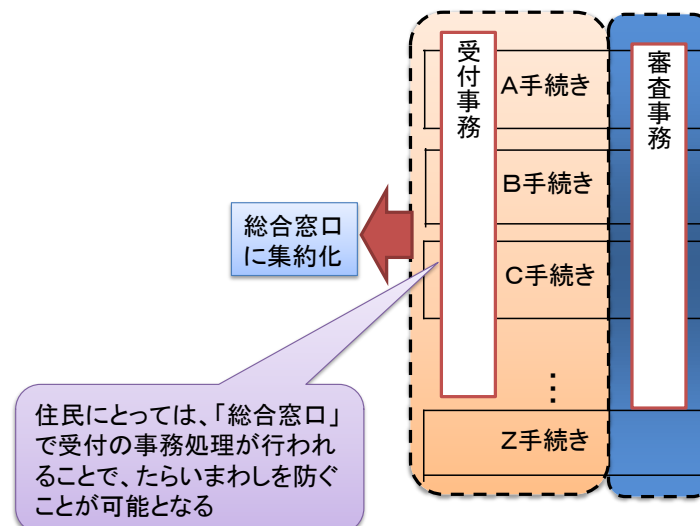 受付事務
審査事務
A手続き
B手続き
C手続き
⋮
Z手続き
総合窓口
に集約化
住民にとっては、「総合窓口」
で受付の事務処理が行われ
ることで、たらいまわしを防ぐ
ことが可能となる